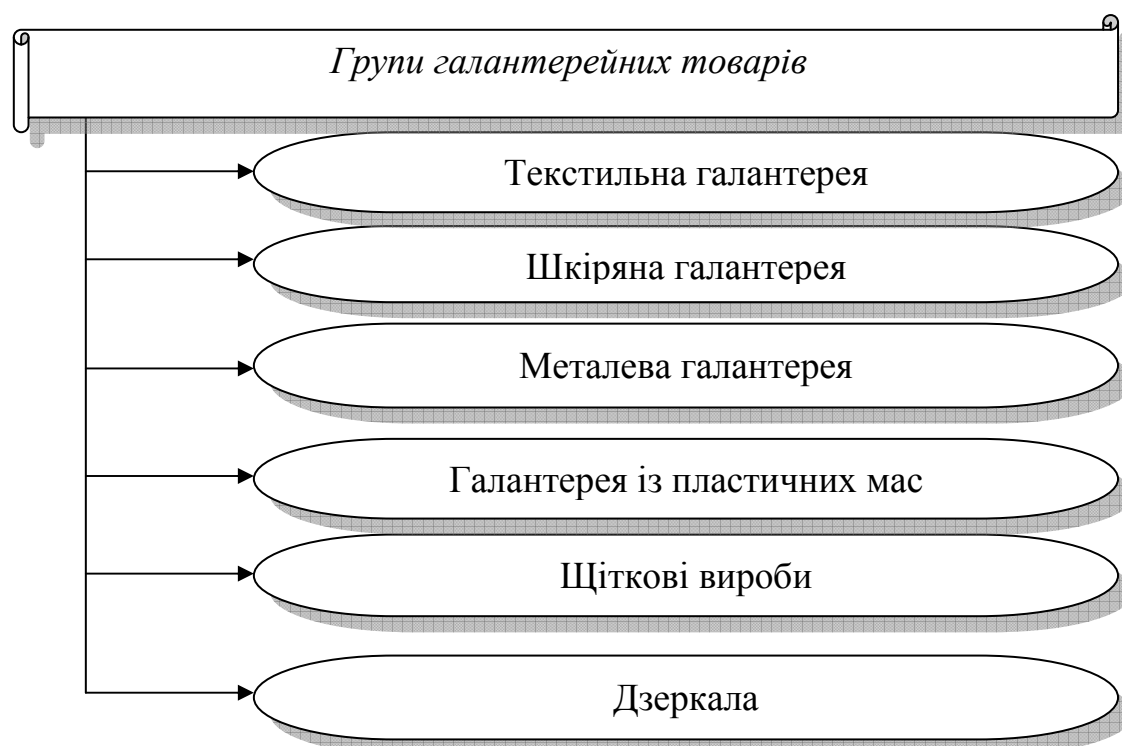 Групи галантерейних товарів
Текстильна галантерея
Шкіряна галантерея
Металева галантерея
Галантерея із пластичних мас
Щіткові вироби
Дзеркала